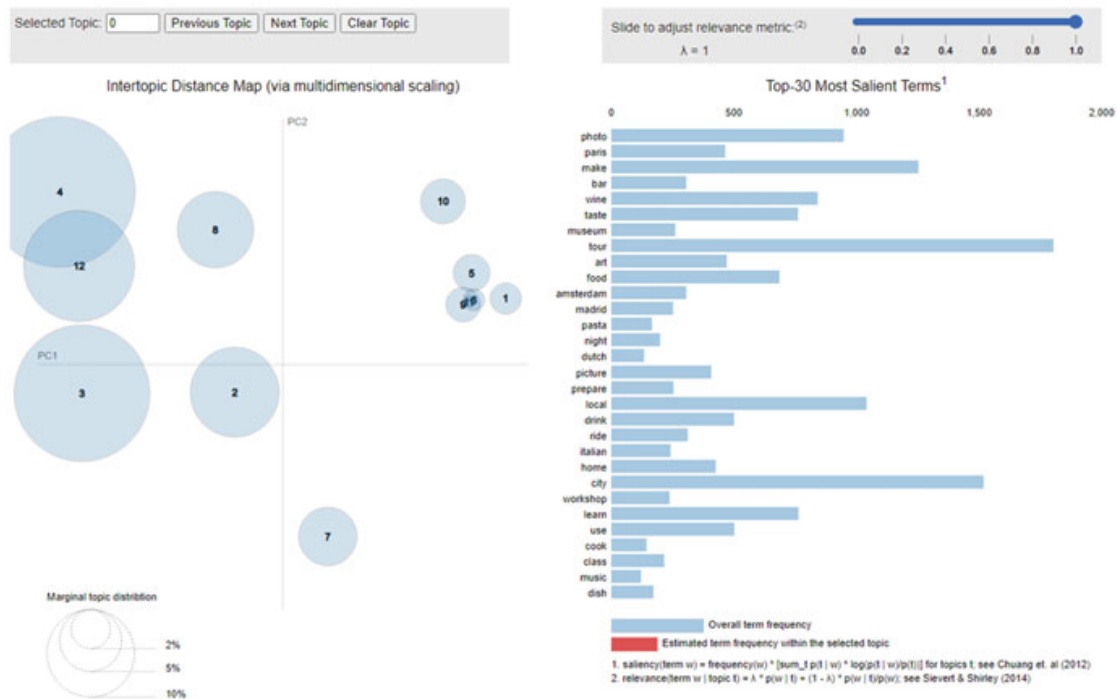 Selected Topic: 0 Previous Topic Next Topic Clear Topic
Slide to adjust relevance metric:(2)
λ = 1
0.0 0.2 0.4 0.6 0.8 1.0
Intertopic Distance Map (via multidimensional scaling)
PC2
PC1
4
12
8
10
5
1
3
2
7
Marginal topic distribtion
2%
5%
10%
Top-30 Most Salient Terms1
0 500 1,000 1,500 2,000
photo
paris
make
bar
wine
taste
museum
tour
art
food
amsterdam
madrid
pasta
night
dutch
picture
prepare
local
drink
ride
italian
home
city
workshop
learn
use
cook
class
music
dish
Overall term frequency
Estimated term frequency within the selected topic
1. saliency(term w) = frequency(w) * [sum_t p(t | w) * log(p(t | w)/p(t))] for topics t; see Chuang et. al (2012)
2. relevance(term w | topic t) = λ * p(w | t) + (1 - λ) * p(w | t)/p(w); see Sievert & Shirley (2014)